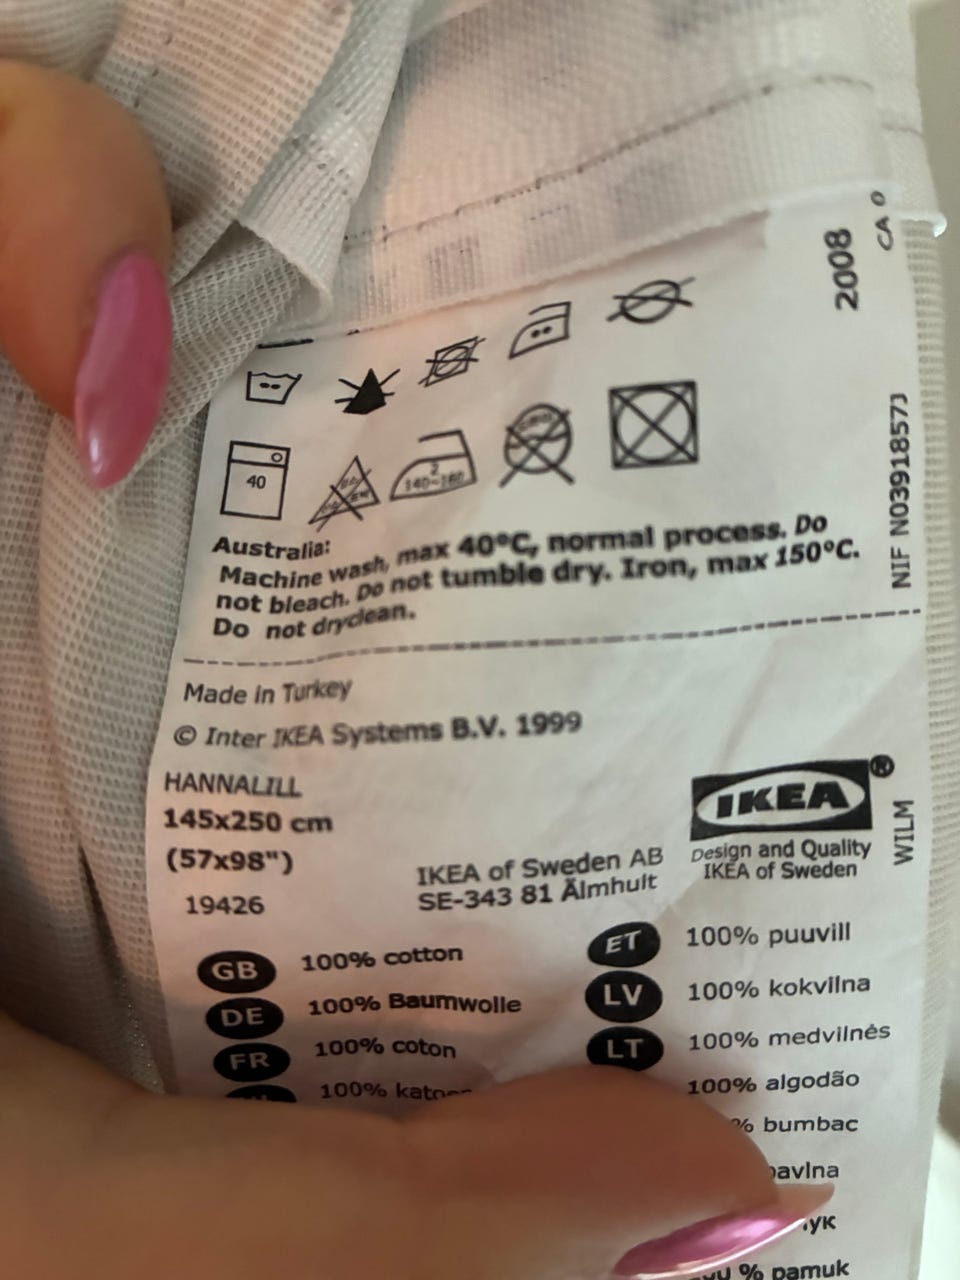 2008
CA 0
40
2
140-160
Australia:
Machine wash, max 40°C, normal process. Do
not bleach. Do not tumble dry. Iron, max 150°C.
Do not dryclean.
NIF N0391857J
Made in Turkey
© Inter IKEA Systems B.V. 1999
HANNALILL
145x250 cm
(57x98")
19426
IKEA of Sweden AB
SE-343 81 Älmhult
IKEA®
Design and Quality
IKEA of Sweden
WILM
GB 100% cotton
DE 100% Baumwolle
FR 100% coton
100%
ET 100% puuvill
LV 100% kokvilna
LT 100% medvilnės
100% algodão
% bumbac
% pamuk